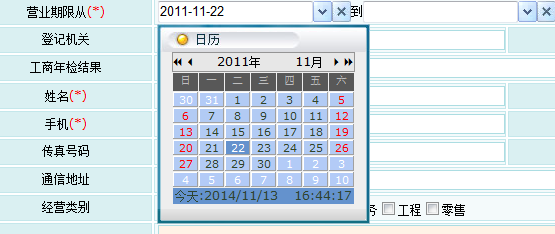 营业期限从(*) 2011-11-22 到
登记机关
日历
工商年检结果
2011年 11月
日 一 二 三 四 五 六
30 31 1 2 3 4 5
姓名(*)
6 7 8 9 10 11 12
手机(*)
13 14 15 16 17 18 19
传真号码
20 21 22 23 24 25 26
27 28 29 30 1 2 3
通信地址
4 5 6 7 8 9 10
今天:2014/11/13 16:44:17
经营类别 工程 零售